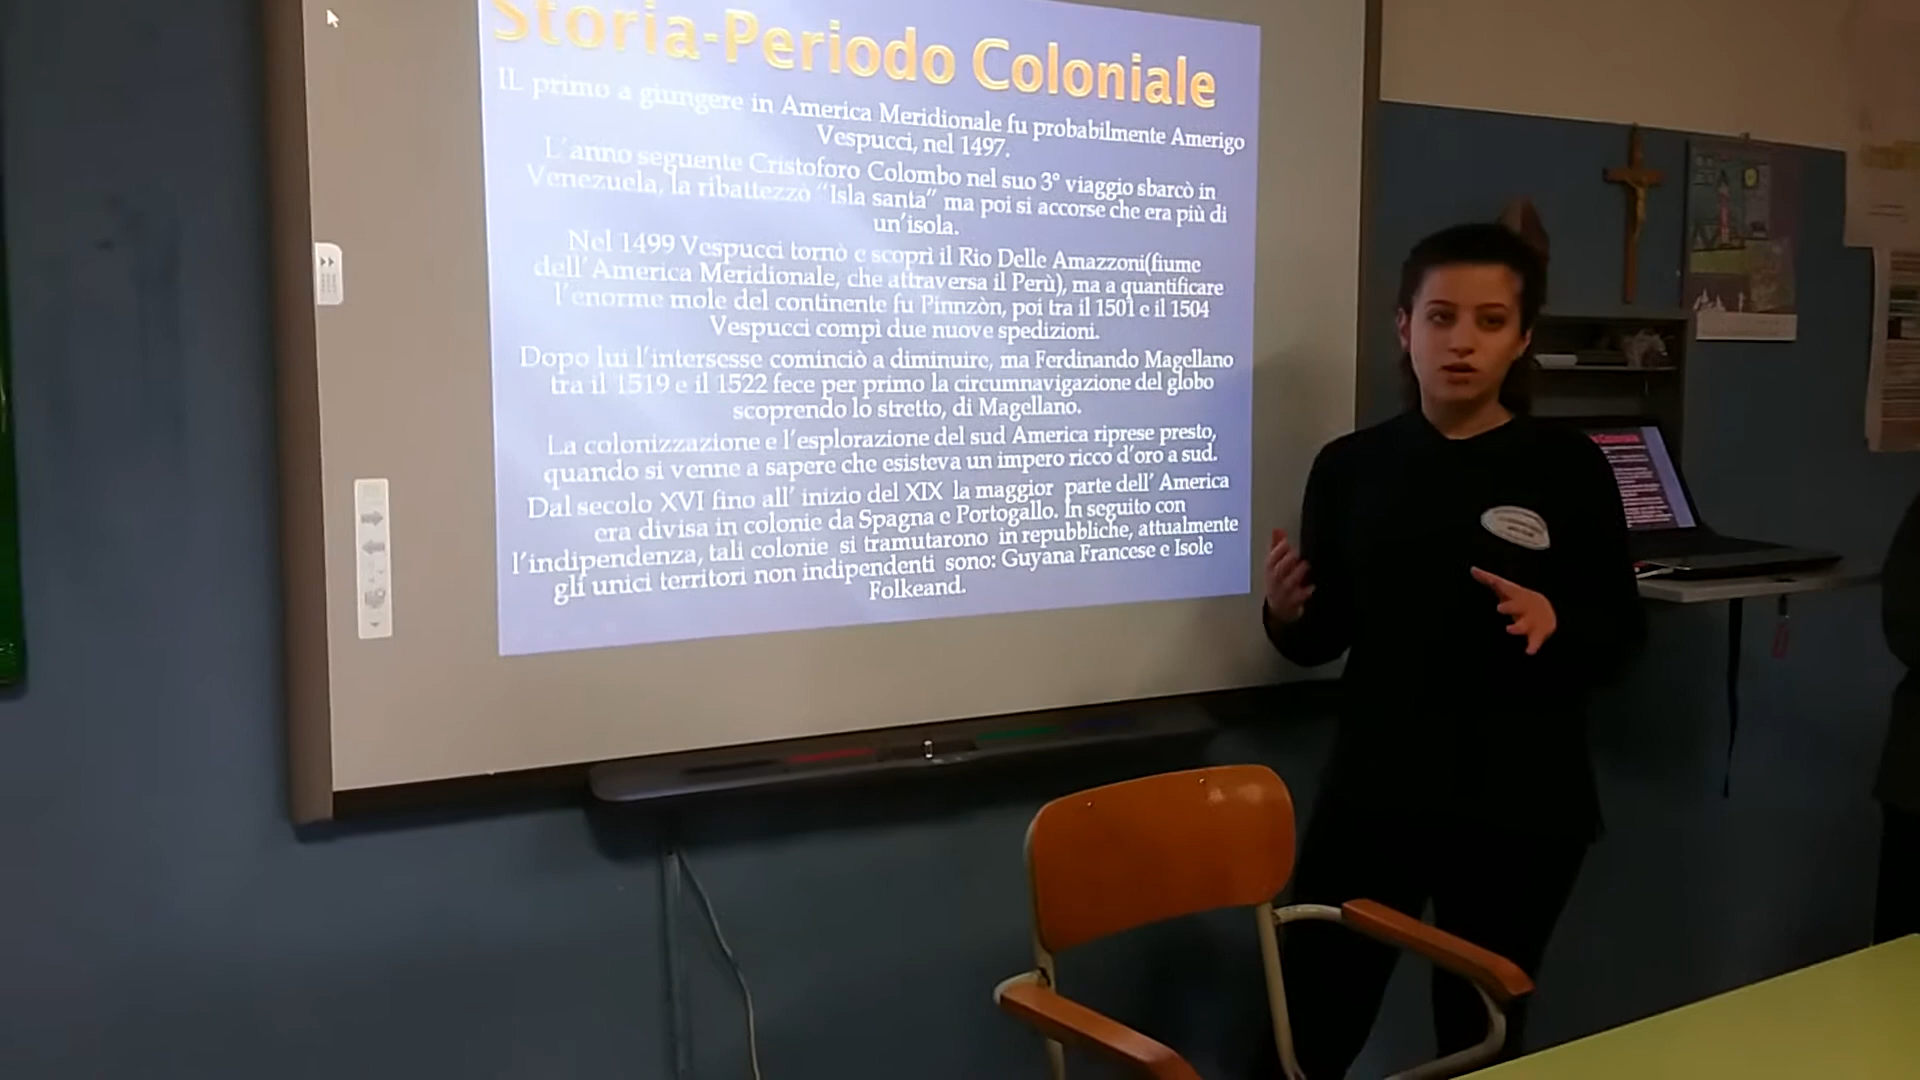 Storia-Periodo Coloniale
IL primo a giungere in America Meridionale fu probabilmente Amerigo
Vespucci, nel 1497.
L'anno seguente Cristoforo Colombo nel suo 3° viaggio sbarcò in
Venezuela, la ribattezzò "Isla santa" ma poi si accorse che era più di
un'isola.
Nel 1499 Vespucci tornò e scoprì il Rio Delle Amazzoni(fiume
dell'America Meridionale, che attraversa il Perù), ma a quantificare
l'enorme mole del continente fu Pinnzòn, poi tra il 1501 e il 1504
Vespucci compì due nuove spedizioni.
Dopo lui l'intersesse cominciò a diminuire, ma Ferdinando Magellano
tra il 1519 e il 1522 fece per primo la circumnavigazione del globo
scoprendo lo stretto, di Magellano.
La colonizzazione e l'esplorazione del sud America riprese presto,
quando si venne a sapere che esisteva un impero ricco d'oro a sud.
Dal secolo XVI fino all' inizio del XIX la maggior parte dell' America
era divisa in colonie da Spagna e Portogallo. In seguito con
l'indipendenza, tali colonie si tramutarono in repubbliche, attualmente
gli unici territori non indipendenti sono: Guyana Francese e Isole
Folkeand.